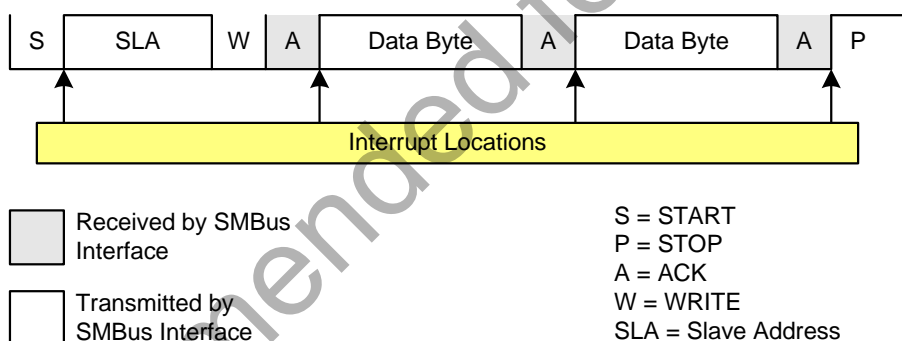 S SLA W A Data Byte A Data Byte A P
Interrupt Locations
Received by SMBus
Interface
Transmitted by
SMBus Interface
S = START
P = STOP
A = ACK
W = WRITE
SLA = Slave Address